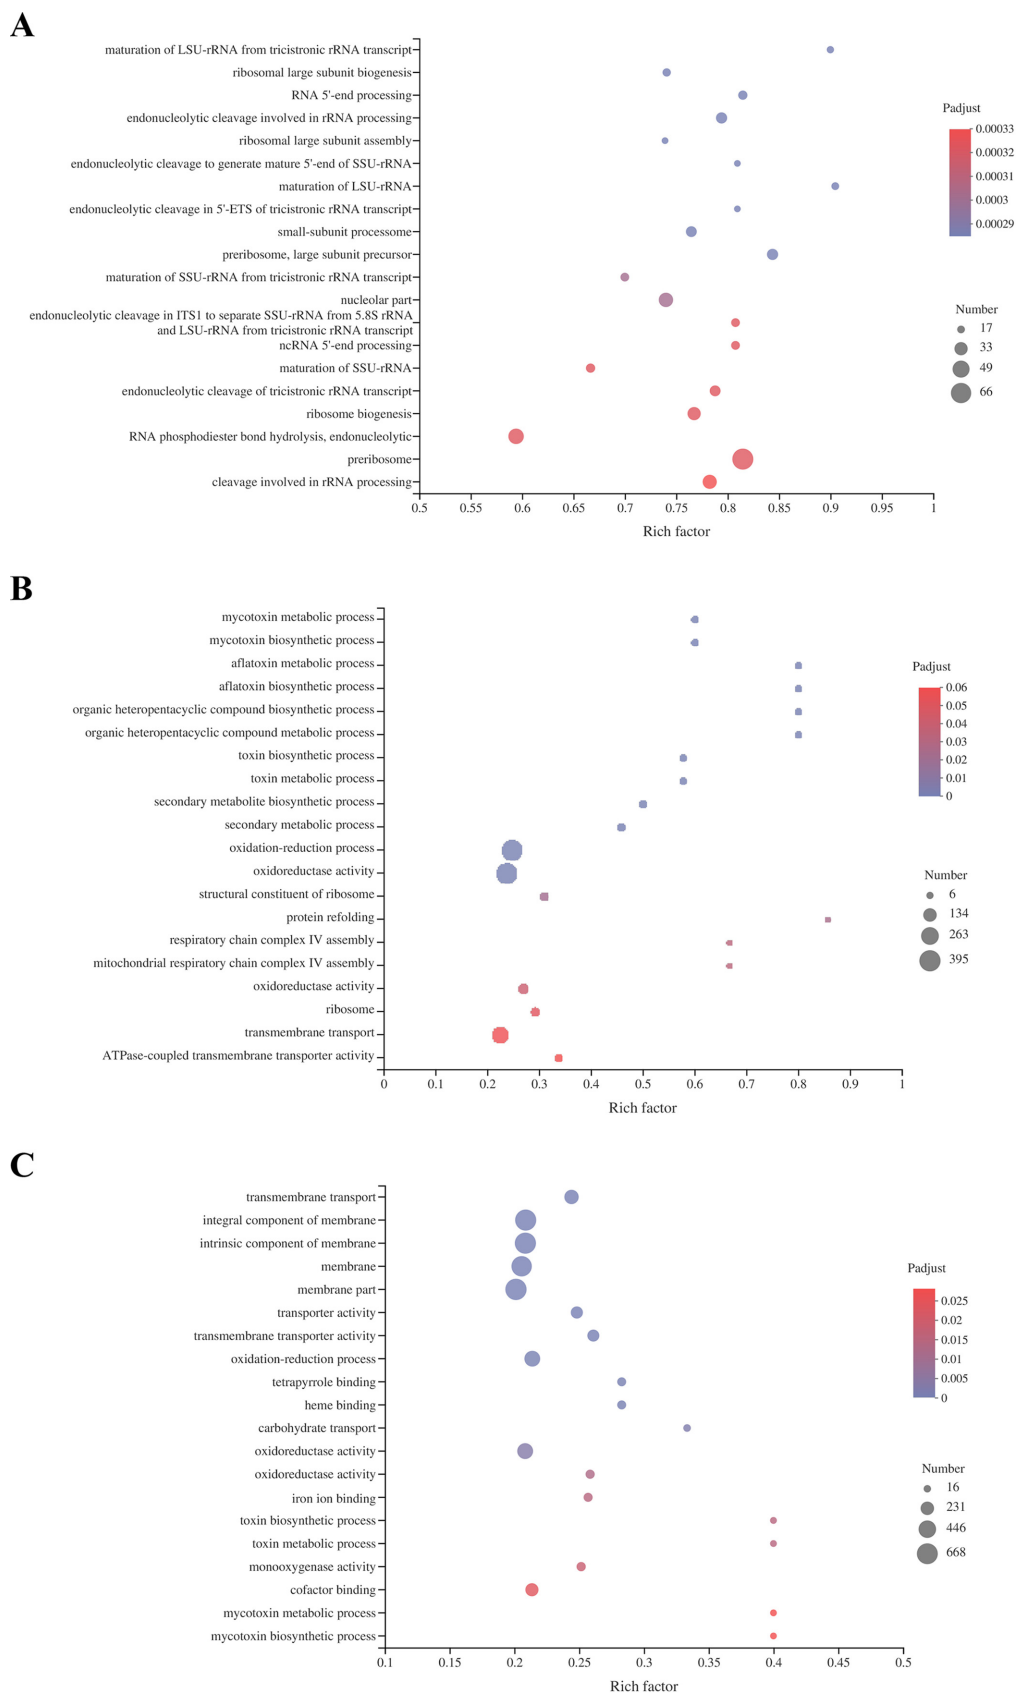 A
maturation of LSU-rRNA from tricistronic rRNA transcript
ribosomal large subunit biogenesis
RNA 5'-end processing
endonucleolytic cleavage involved in rRNA processing
ribosomal large subunit assembly
endonucleolytic cleavage to generate mature 5'-end of SSU-rRNA
maturation of LSU-rRNA
endonucleolytic cleavage in 5'-ETS of tricistronic rRNA transcript
small-subunit processome
preribosome, large subunit precursor
maturation of SSU-rRNA from tricistronic rRNA transcript
nucleolar part
endonucleolytic cleavage in ITS1 to separate SSU-rRNA from 5.8S rRNA
and LSU-rRNA from tricistronic rRNA transcript
ncRNA 5'-end processing
maturation of SSU-rRNA
endonucleolytic cleavage of tricistronic rRNA transcript
ribosome biogenesis
RNA phosphodiester bond hydrolysis, endonucleolytic
preribosome
cleavage involved in rRNA processing
0.5 0.55 0.6 0.65 0.7 0.75 0.8 0.85 0.9 0.95 1
Rich factor
Padjust
0.00033
0.00032
0.00031
0.0003
0.00029
Number
17
33
49
66
B
mycotoxin metabolic process
mycotoxin biosynthetic process
aflatoxin metabolic process
aflatoxin biosynthetic process
organic heteropentacyclic compound biosynthetic process
organic heteropentacyclic compound metabolic process
toxin biosynthetic process
toxin metabolic process
secondary metabolite biosynthetic process
secondary metabolic process
oxidation-reduction process
oxidoreductase activity
structural constituent of ribosome
protein refolding
respiratory chain complex IV assembly
mitochondrial respiratory chain complex IV assembly
oxidoreductase activity
ribosome
transmembrane transport
ATPase-coupled transmembrane transporter activity
0 0.1 0.2 0.3 0.4 0.5 0.6 0.7 0.8 0.9 1
Rich factor
Padjust
0.06
0.05
0.04
0.03
0.02
0.01
0
Number
6
134
263
395
C
transmembrane transport
integral component of membrane
intrinsic component of membrane
membrane
membrane part
transporter activity
transmembrane transporter activity
oxidation-reduction process
tetrapyrrole binding
heme binding
carbohydrate transport
oxidoreductase activity
oxidoreductase activity
iron ion binding
toxin biosynthetic process
toxin metabolic process
monooxygenase activity
cofactor binding
mycotoxin metabolic process
mycotoxin biosynthetic process
0.1 0.15 0.2 0.25 0.3 0.35 0.4 0.45 0.5
Rich factor
Padjust
0.025
0.02
0.015
0.01
0.005
0
Number
16
231
446
668